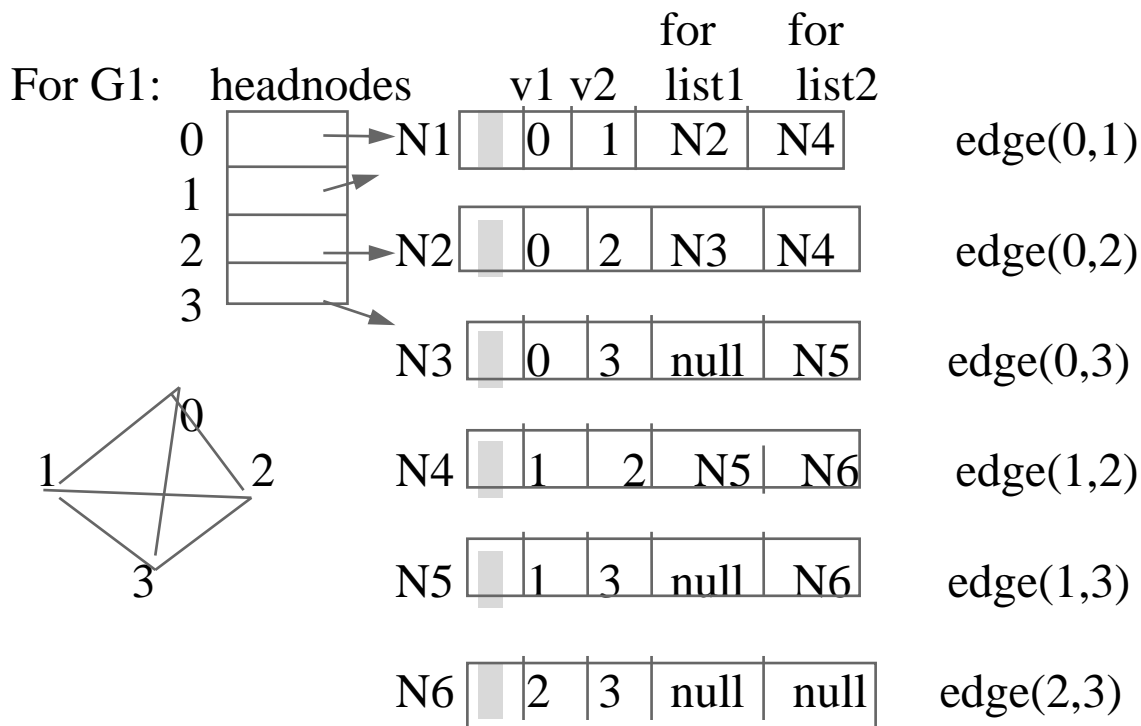 for for
For G1: headnodes v1 v2 list1 list2
0 N1 0 1 N2 N4 edge(0,1)
1
2 N2 0 2 N3 N4 edge(0,2)
3
N3 0 3 null N5 edge(0,3)
0
1 2 N4 1 2 N5 N6 edge(1,2)
3 N5 1 3 null N6 edge(1,3)
N6 2 3 null null edge(2,3)